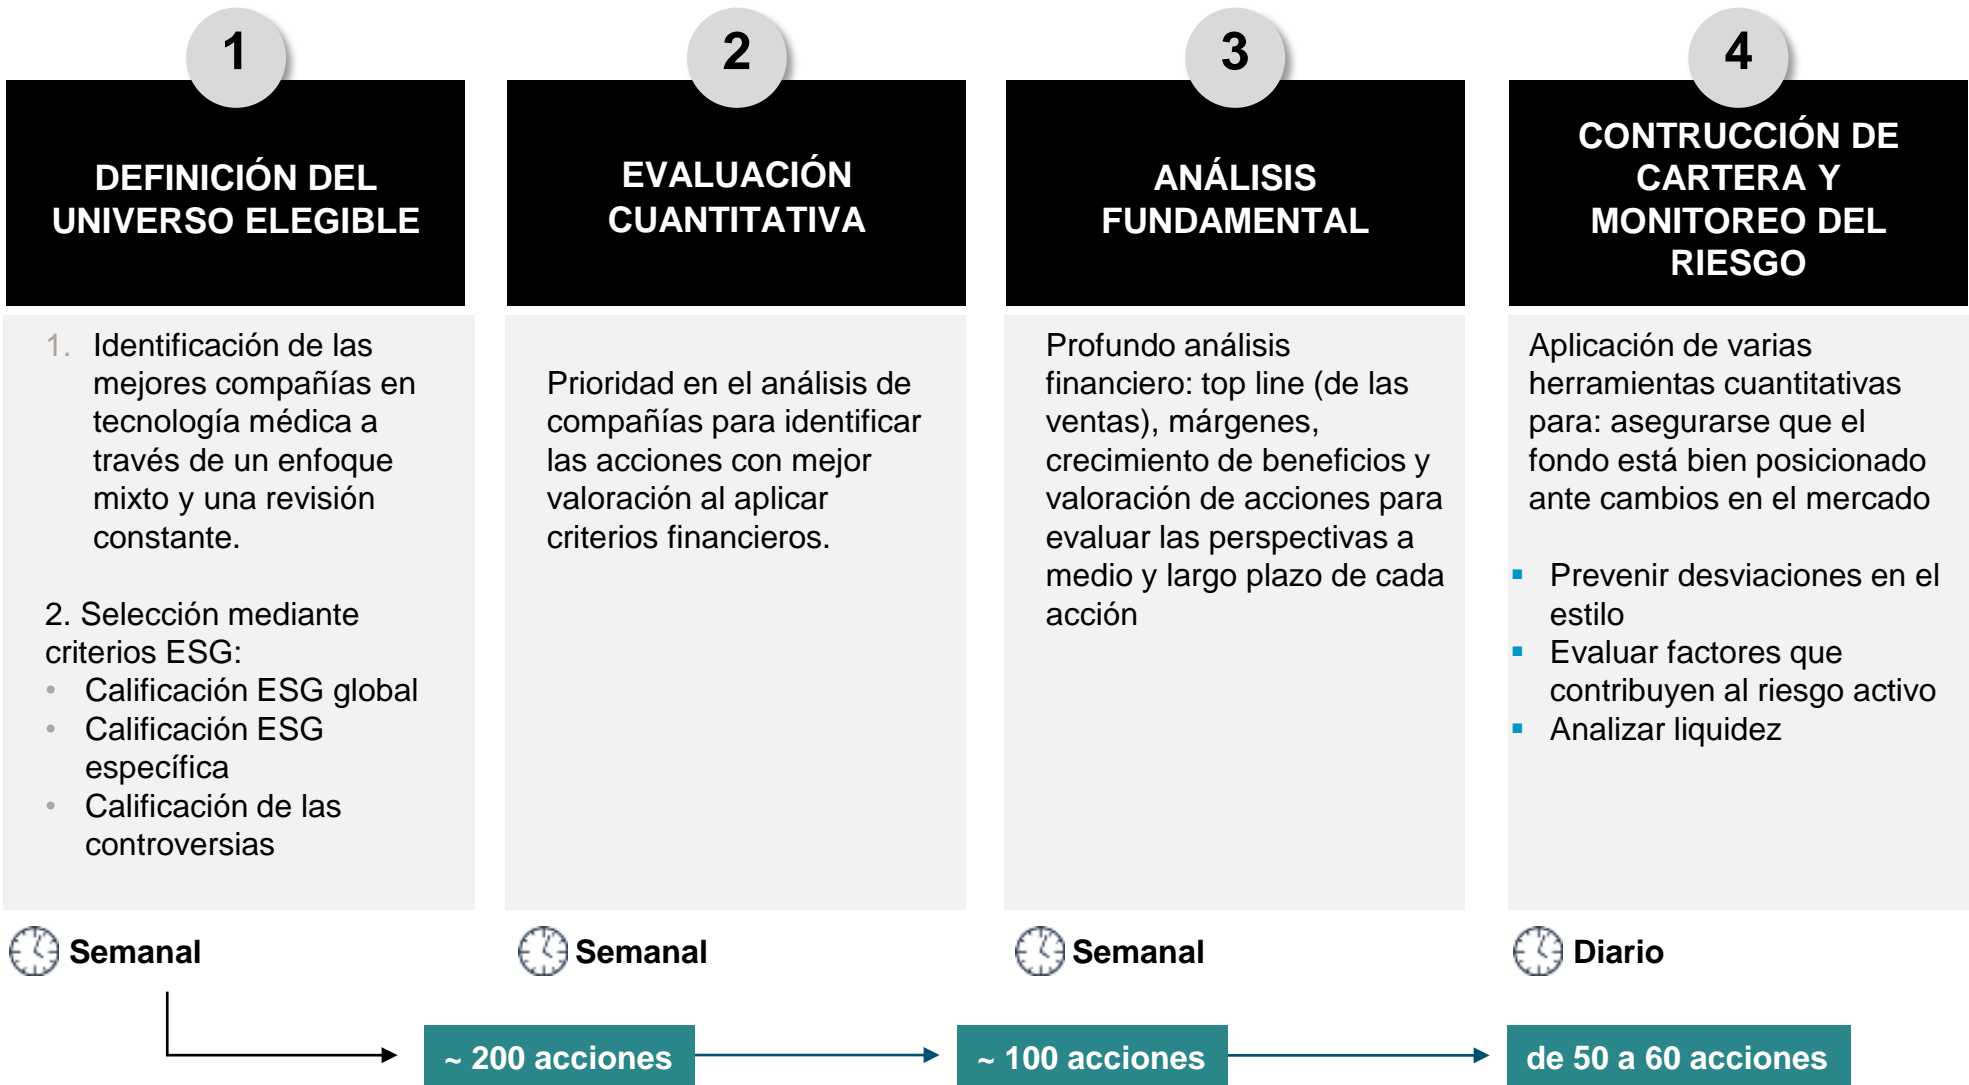 1
DEFINICIÓN DEL
UNIVERSO ELEGIBLE
1. Identificación de las
mejores compañías en
tecnología médica a
través de un enfoque
mixto y una revisión
constante.
2. Selección mediante
criterios ESG:
• Calificación ESG global
• Calificación ESG
específica
• Calificación de las
controversias
Semanal
2
EVALUACIÓN
CUANTITATIVA
Prioridad en el análisis de
compañías para identificar
las acciones con mejor
valoración al aplicar
criterios financieros.
Semanal
3
ANÁLISIS
FUNDAMENTAL
Profundo análisis
financiero: top line (de las
ventas), márgenes,
crecimiento de beneficios y
valoración de acciones para
evaluar las perspectivas a
medio y largo plazo de cada
acción
Semanal
4
CONTRUCCIÓN DE
CARTERA Y
MONITOREO DEL
RIESGO
Aplicación de varias
herramientas cuantitativas
para: asegurarse que el
fondo está bien posicionado
ante cambios en el mercado
▪ Prevenir desviaciones en el
estilo
▪ Evaluar factores que
contribuyen al riesgo activo
▪ Analizar liquidez
Diario
~ 200 acciones
~ 100 acciones
de 50 a 60 acciones